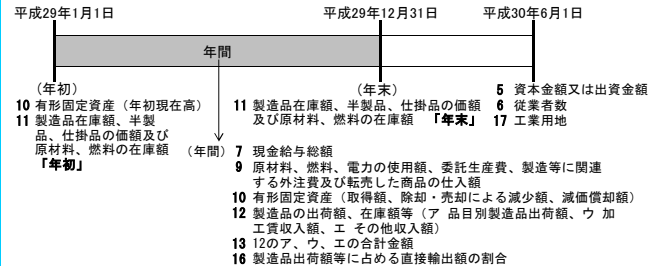 平成29年1月1日
平成29年12月31日
平成30年6月1日
年間
(年初)
10 有形固定資産(年初現在高)
11 製造品在庫額、半製
品、仕掛品の価額及び
原材料、燃料の在庫額
「年初」
(年末)
11 製造品在庫額、半製品、仕掛品の価額
及び原材料、燃料の在庫額 「年末」
5 資本金額又は出資金額
6 従業者数
17 工業用地
(年間)
7 現金給与総額
9 原材料、燃料、電力の使用額、委託生産費、製造等に関連
する外注費及び転売した商品の仕入額
10 有形固定資産(取得額、除却・売却による減少額、減価償却額)
12 製造品の出荷額、在庫額等(ア 品目別製造品出荷額、ウ 加
工賃収入額、エ その他収入額)
13 12のア、ウ、エの合計金額
16 製造品出荷額等に占める直接輸出額の割合